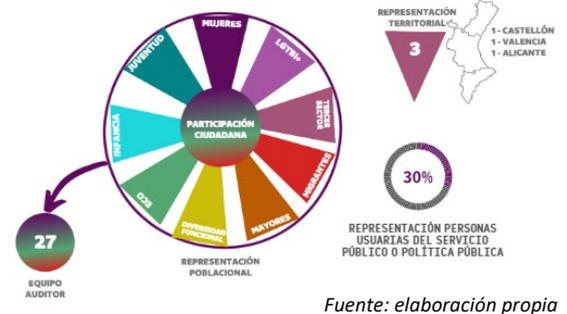 MUJERES
LGTBI+
TERCER
SECTOR
MIGRANTES
MAYORES
DIVERSIDAD
FUNCIONAL
ECO
INFANCIA
JUVENTUD
PARTICIPACIÓN
CIUDADANA
27
EQUIPO
AUDITOR
REPRESENTACIÓN
POBLACIONAL
REPRESENTACIÓN
TERRITORIAL
3
1 - CASTELLÓN
1 - VALENCIA
1 - ALICANTE
30%
REPRESENTACIÓN PERSONAS
USUARIAS DEL SERVICIO
PÚBLICO O POLÍTICA PÚBLICA
Fuente: elaboración propia